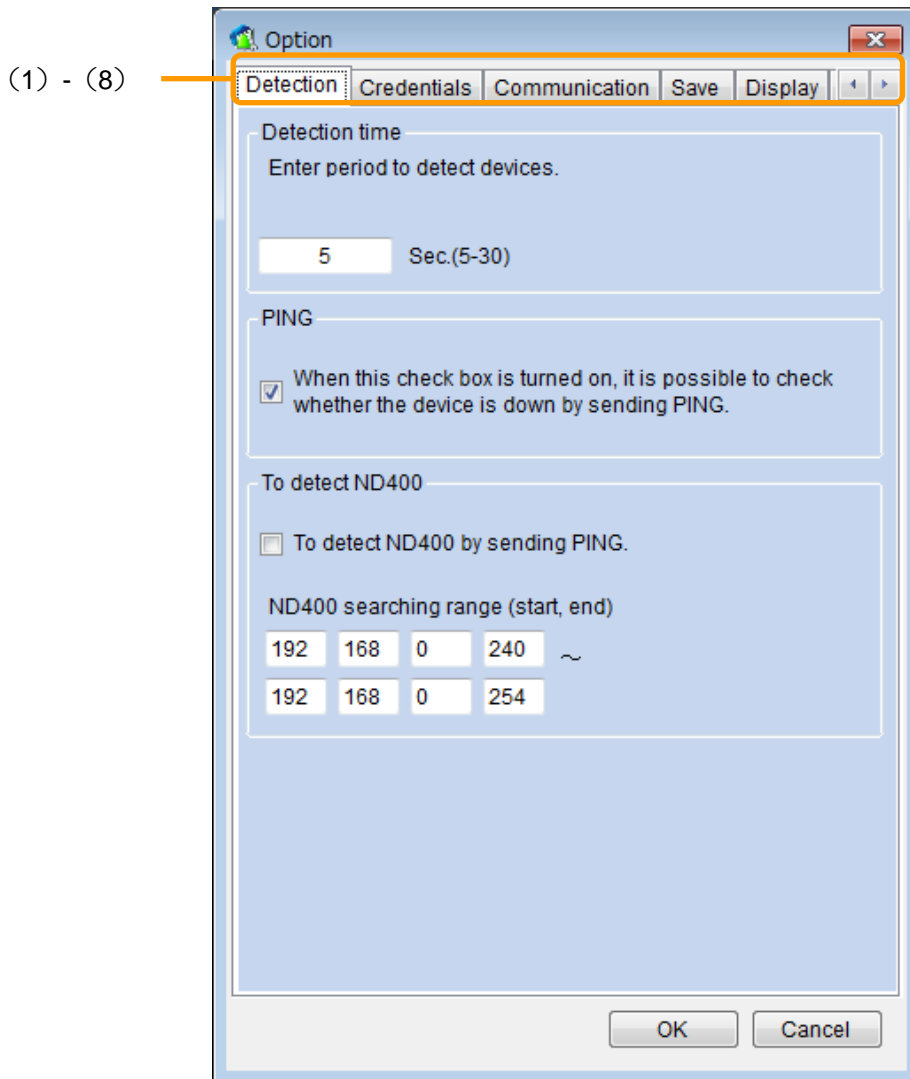 Option
（1）-（8）
Detection Credentials Communication Save Display
Detection time
Enter period to detect devices.
5 Sec.(5-30)
PING
When this check box is turned on, it is possible to check
whether the device is down by sending PING.
To detect ND400
To detect ND400 by sending PING.
ND400 searching range (start, end)
192 168 0 240 ～
192 168 0 254
OK Cancel